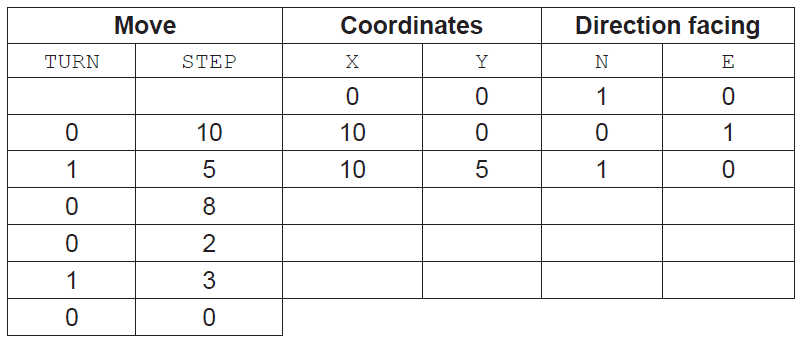 Move Coordinates Direction facing
TURN STEP X Y N E
0 0 1 0
0 10 10 0 0 1
1 5 10 5 1 0
0 8
0 2
1 3
0 0